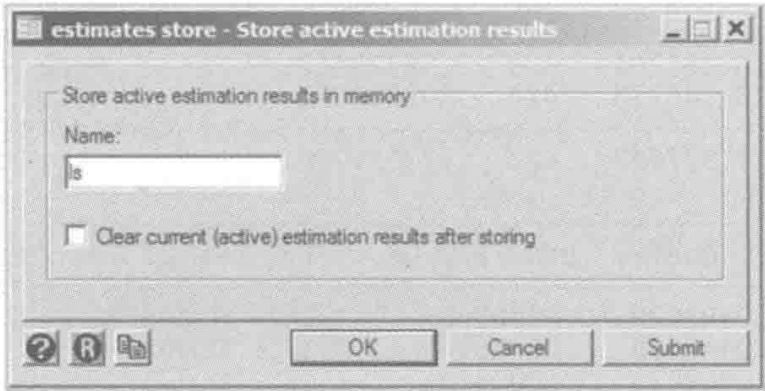 estimates store - Store active estimation results
Store active estimation results in memory
Name:
ls
Clear current (active) estimation results after storing
? R
OK Cancel Submit